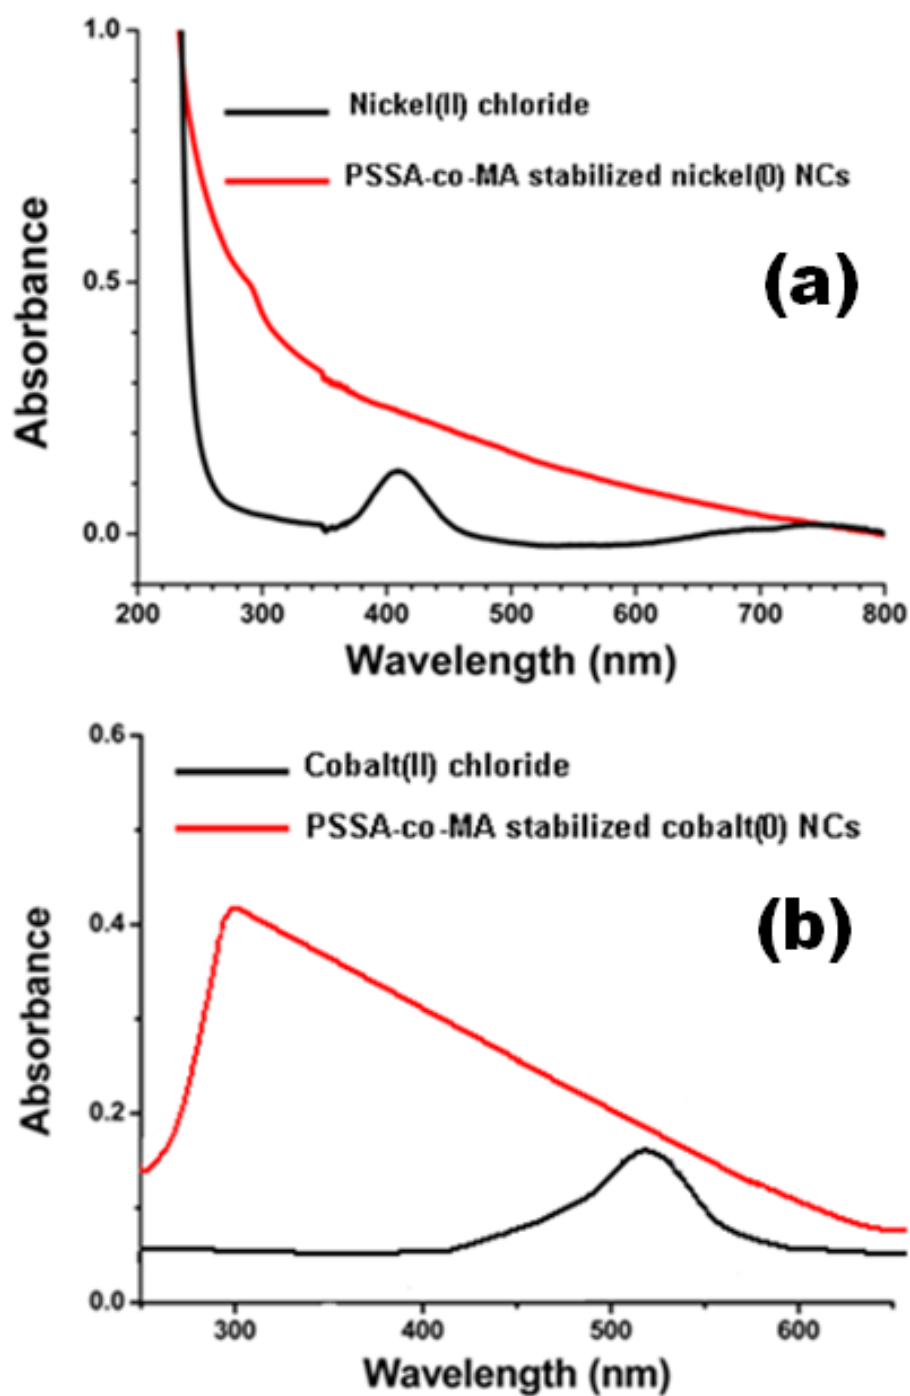 1.0
Nickel(II) chloride
PSSA-co-MA stabilized nickel(0) NCs
(a)
0.5
Absorbance
0.0
200 300 400 500 600 700 800
Wavelength (nm)
0.6
Cobalt(II) chloride
PSSA-co-MA stabilized cobalt(0) NCs
(b)
0.4
Absorbance
0.2
0.0
300 400 500 600
Wavelength (nm)